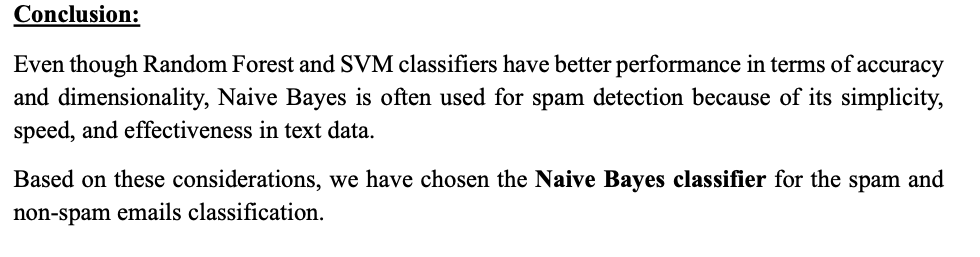 Conclusion:
Even though Random Forest and SVM classifiers have better performance in terms of accuracy
and dimensionality, Naive Bayes is often used for spam detection because of its simplicity,
speed, and effectiveness in text data.
Based on these considerations, we have chosen the Naive Bayes classifier for the spam and
non-spam emails classification.